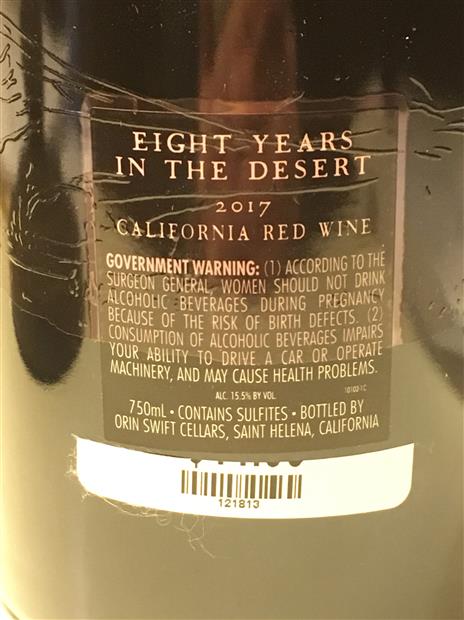 EIGHT YEARS
IN THE DESERT
2017
CALIFORNIA RED WINE
GOVERNMENT WARNING: (1) ACCORDING TO THE
SURGEON GENERAL, WOMEN SHOULD NOT DRINK
ALCOHOLIC BEVERAGES DURING PREGNANCY
BECAUSE OF THE RISK OF BIRTH DEFECTS. (2)
CONSUMPTION OF ALCOHOLIC BEVERAGES IMPAIRS
YOUR ABILITY TO DRIVE A CAR OR OPERATE
MACHINERY, AND MAY CAUSE HEALTH PROBLEMS.
ALC. 15.5% BY VOL. 10102-1C
750mL • CONTAINS SULFITES • BOTTLED BY
ORIN SWIFT CELLARS, SAINT HELENA, CALIFORNIA
121813